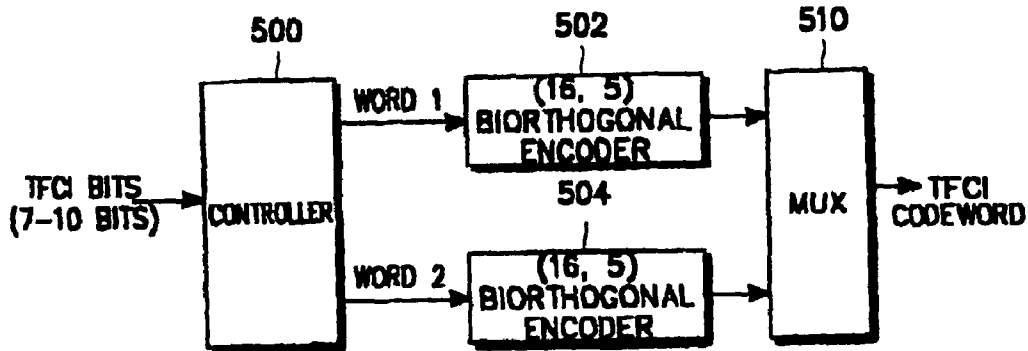 500
502
510
WORD 1
(16, 5)
BIORTHOGONAL
ENCODER
TFCI BITS
(7-10 BITS)
CONTROLLER
504
MUX
TFCI
CODEWORD
WORD 2
(16, 5)
BIORTHOGONAL
ENCODER